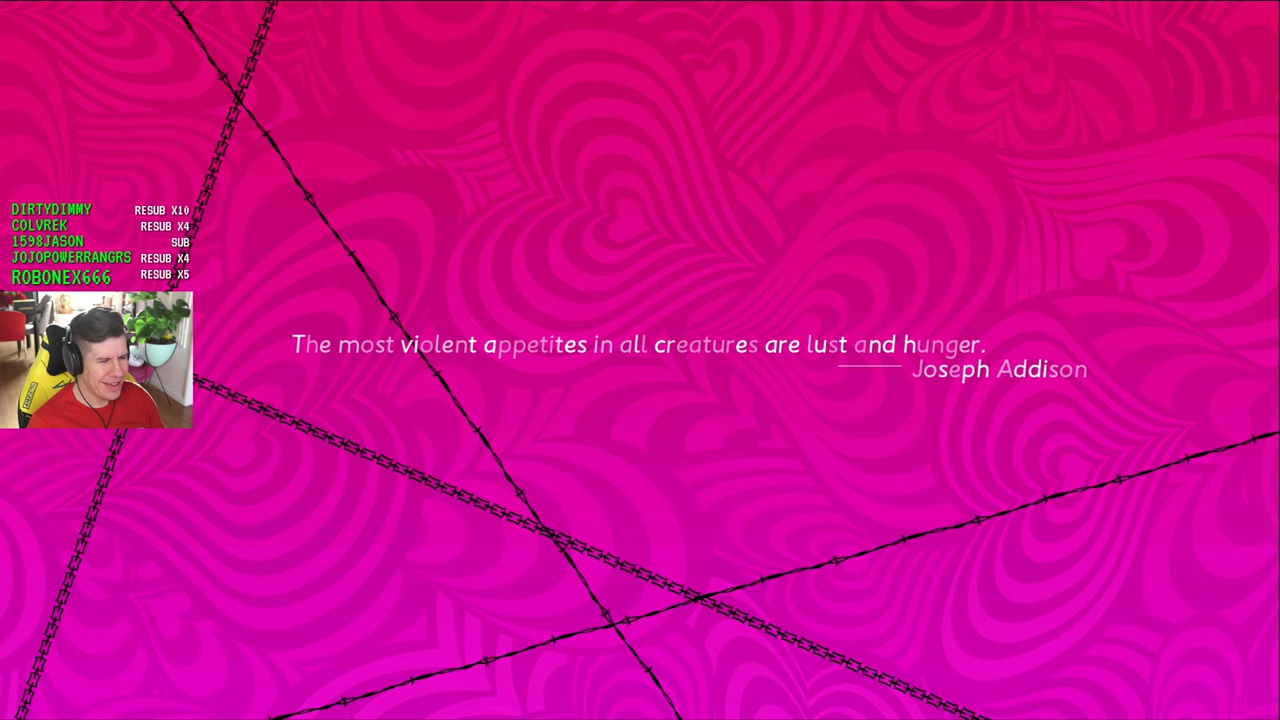 DIRTYDIMMY RESUB X10
COLVREK RESUB X4
1598JASON SUB
JOJOPOWERRANGRS RESUB X4
ROBONEX666 RESUB X5
The most violent appetites in all creatures are lust and hunger.
Joseph Addison